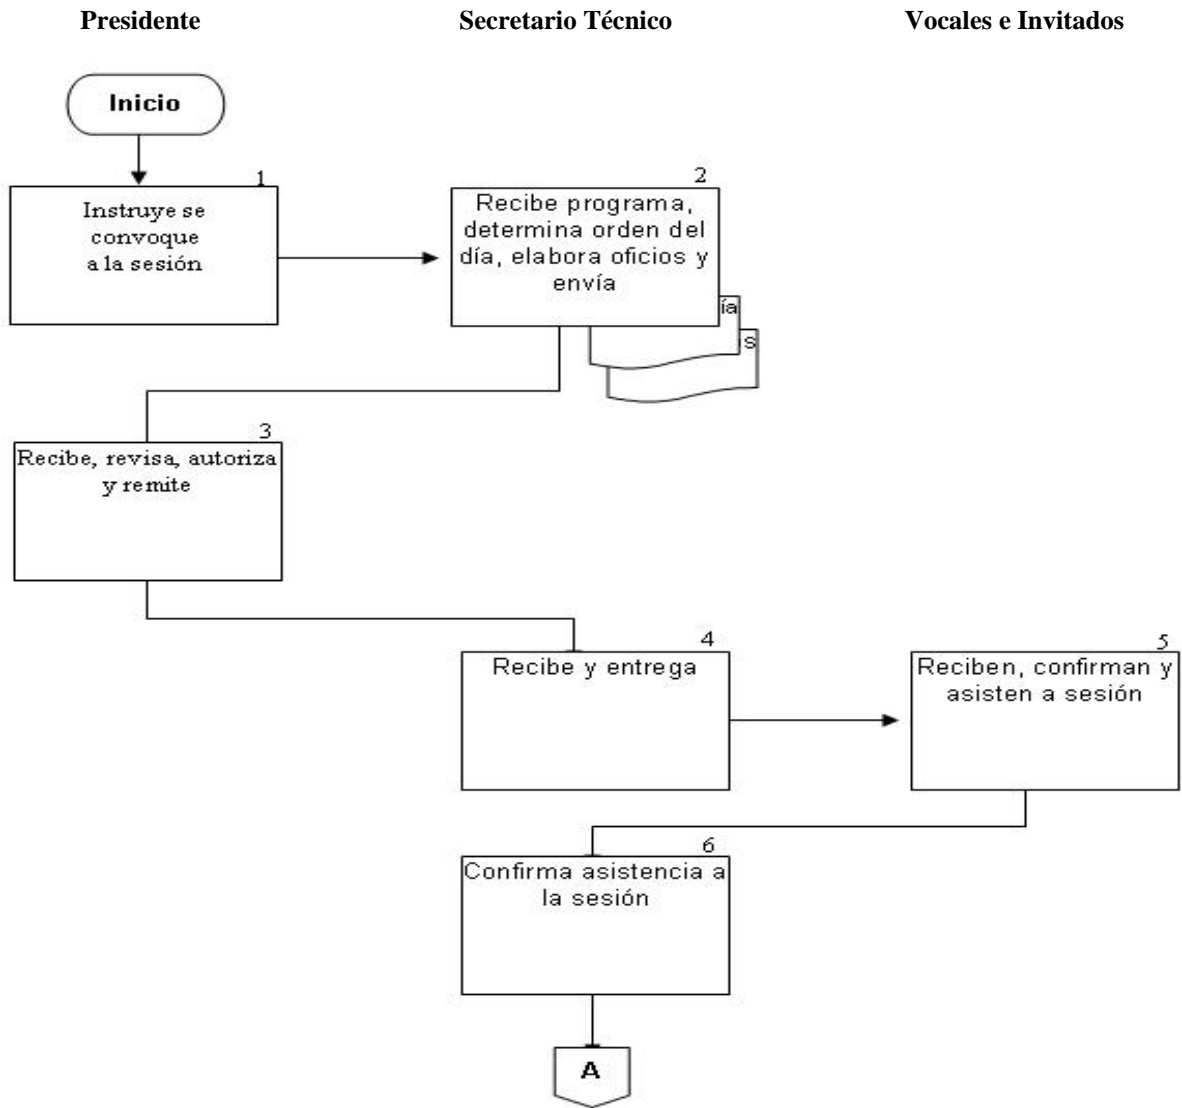 Presidente Secretario Técnico Vocales e Invitados
Inicio
1
Instruye se
convoque
a la sesión
2
Recibe programa,
determina orden del
día, elabora oficios y
envía
ía
s
3
Recibe, revisa, autoriza
y remite
4
Recibe y entrega
5
Reciben, confirman y
asisten a sesión
6
Confirma asistencia a
la sesión
A